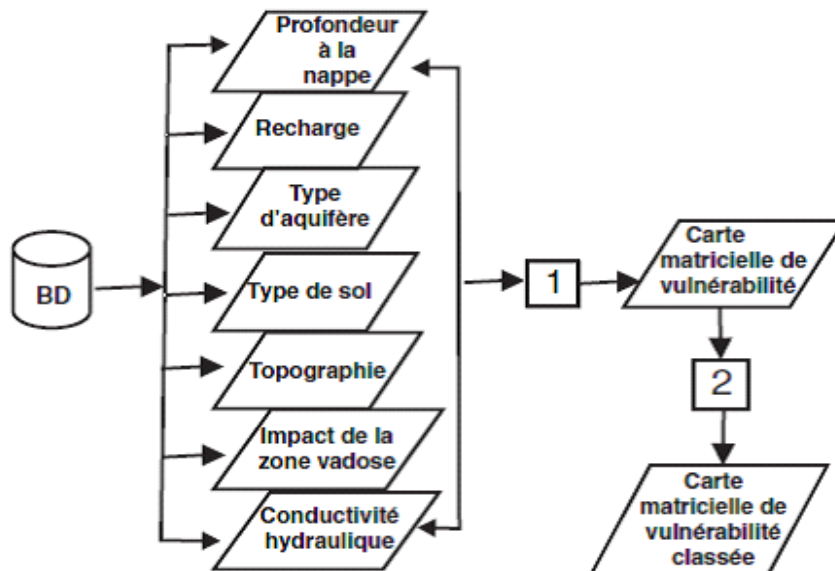 Profondeur
à la
nappe
Recharge
Type
d'aquifère
BD
Type de sol
1
Carte
matricielle de
vulnérabilité
Topographie
2
Impact de la
zone vadose
Conductivité
hydraulique
Carte
matricielle de
vulnérabilité
classée